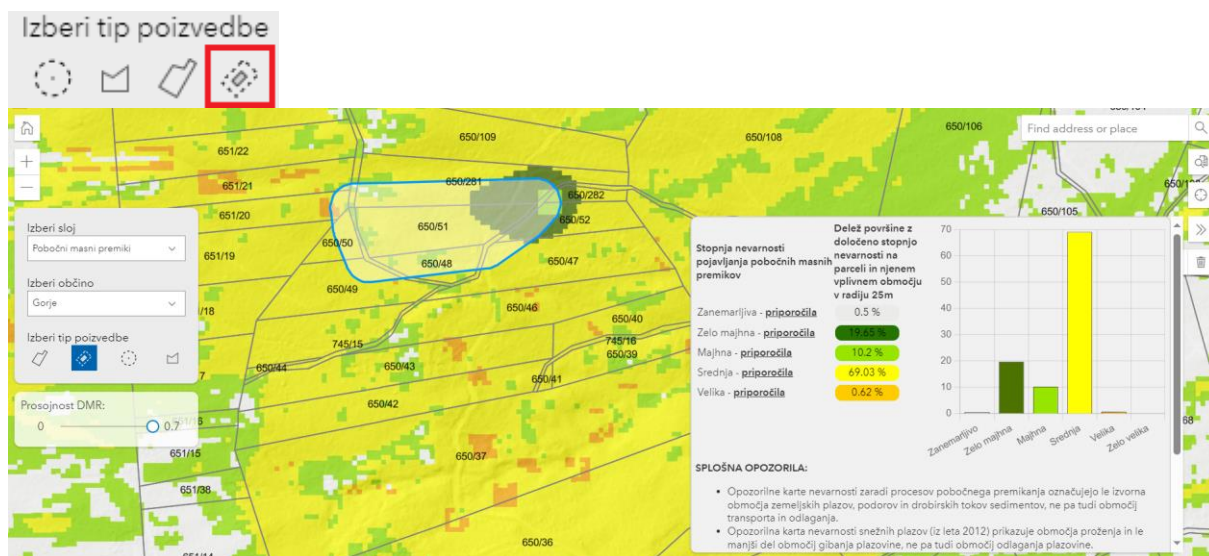 Izberi tip poizvedbe
650/109
650/108
650/106
Find address or place
651/22
651/21
650/281
650/282
651/20
650/51
650/52
650/105
650/50
650/48
650/47
651/19
650/49
/18
650/46
650/40
745/15
745/16
650/39
650/44
650/43
650/41
650/42
651/15
650/37
651/38
650/36
Izberi sloj
Pobočni masni premiki
Izberi občino
Gorje
Izberi tip poizvedbe
Prosojnost DMR:
0 0.7
Stopnja nevarnosti pojavljanja pobočnih masnih premikov
Delež površine z določeno stopnjo nevarnosti na parceli in njenem vplivnem območju v radiju 25m
Zanemarljiva - priporočila 0.5 %
Zelo majhna - priporočila 19.65 %
Majhna - priporočila 10.2 %
Srednja - priporočila 69.03 %
Velika - priporočila 0.62 %
70
60
50
40
30
20
10
0
Zanemarljivo
Zelo majhna
Majhna
Srednja
Velika
Zelo velika
SPLOŠNA OPOZORILA:
• Opozorilne karte nevarnosti zaradi procesov pobočnega premikanja označujejo le izvorna
območja zemeljskih plazov, podorov in drobirskih tokov sedimentov, ne pa tudi območij
transporta in odlaganja.
• Opozorilna karta nevarnosti snežnih plazov (iz leta 2012) prikazuje območja proženja in le
manjši del območij gibanja plazovine, ne pa tudi območij odlaganja plazovine.